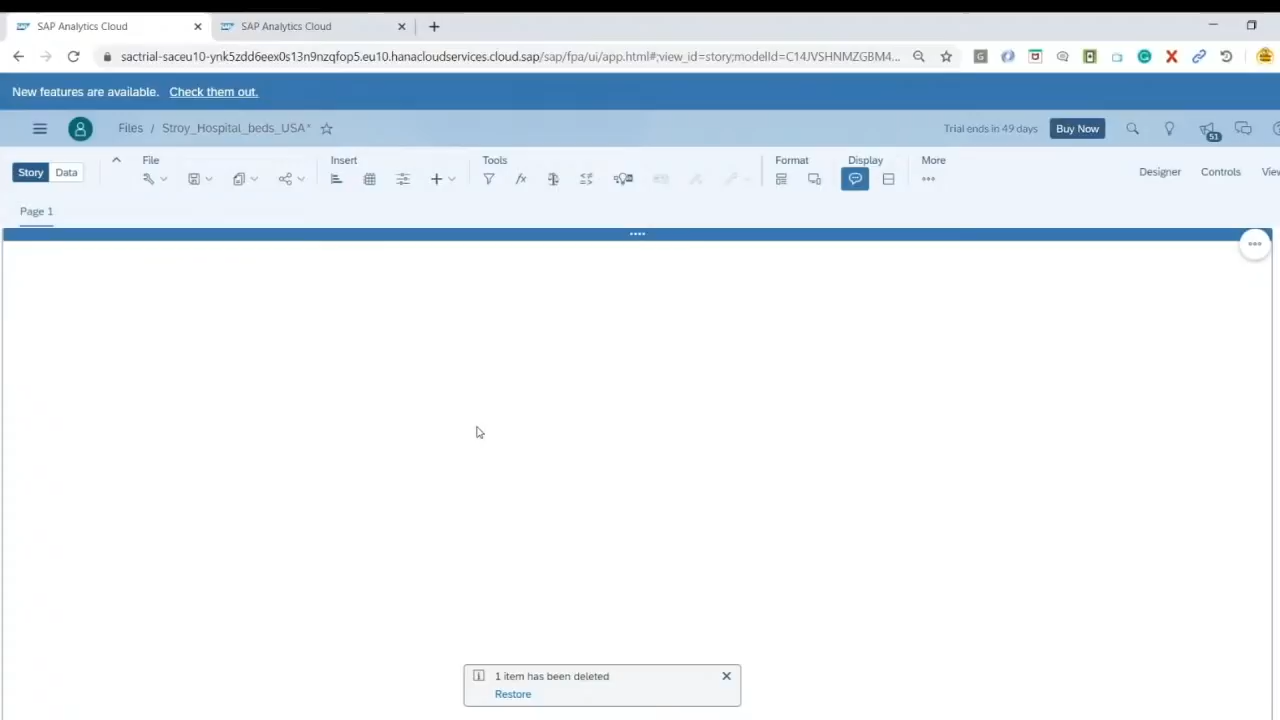 SAP Analytics Cloud
SAP Analytics Cloud
sactrial-saceu10-ynk5zdd6eex0s13n9nzqfop5.eu10.hanacloudservices.cloud.sap/sap/fpa/ui/app.html#;view_id=story;modelId=C14JVSHNMZGBM4...
New features are available. Check them out.
Files / Stroy_Hospital_beds_USA* Trial ends in 49 days Buy Now 51
File Insert Tools Format Display More
Story Data Designer Controls View
Page 1
1 item has been deleted
Restore